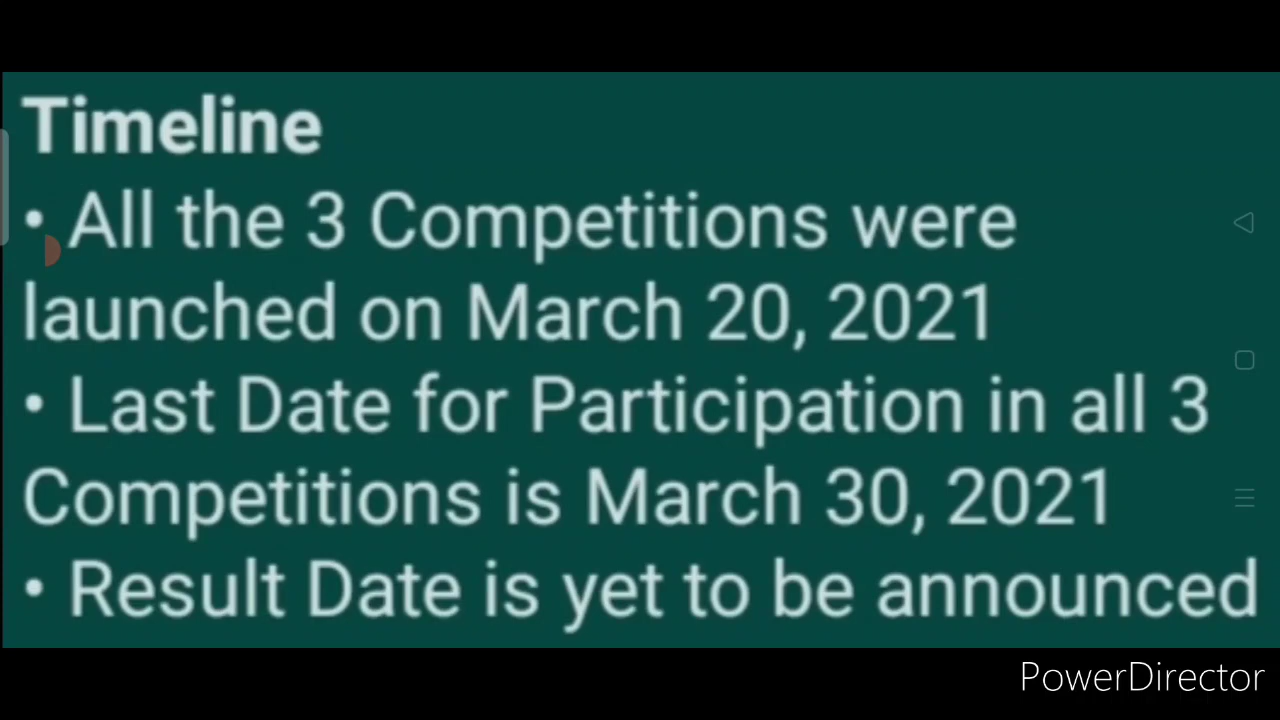 Timeline
• All the 3 Competitions were
launched on March 20, 2021
• Last Date for Participation in all 3
Competitions is March 30, 2021
• Result Date is yet to be announced
PowerDirector